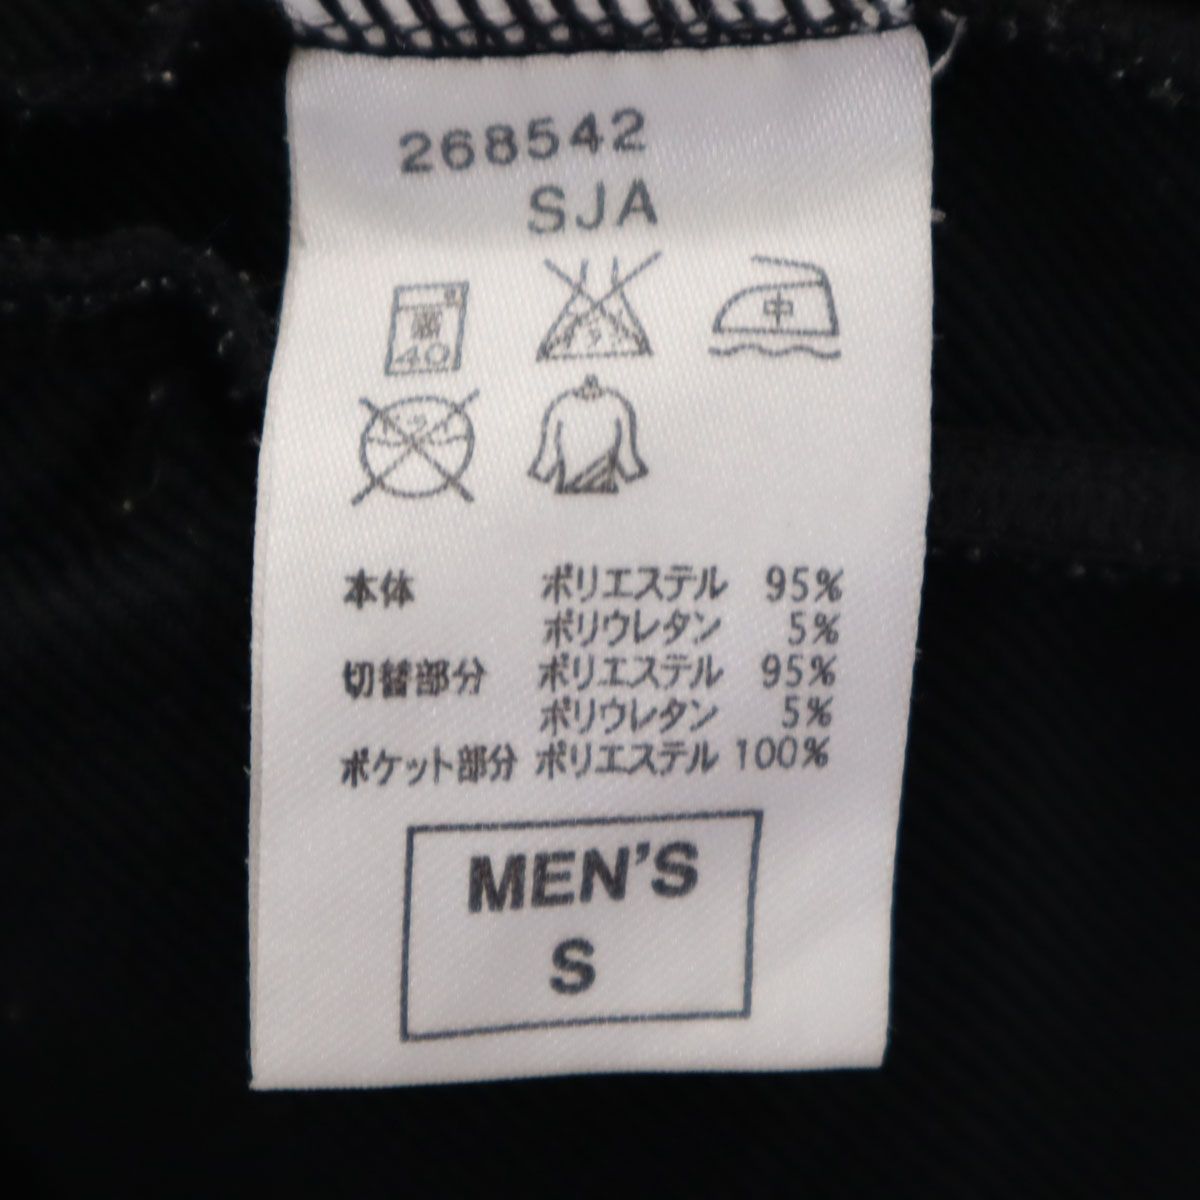 268542
SJA
40 中
本体 ポリエステル 95%
ポリウレタン 5%
切替部分 ポリエステル 95%
ポリウレタン 5%
ポケット部分 ポリエステル 100%
MEN'S
S